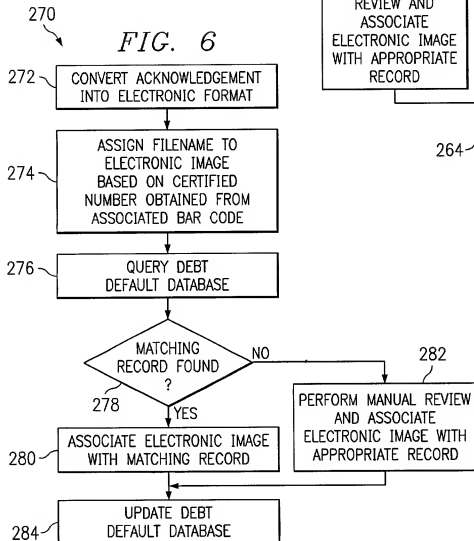 270
FIG. 6
272
CONVERT ACKNOWLEDGEMENT
INTO ELECTRONIC FORMAT
274
ASSIGN FILENAME TO
ELECTRONIC IMAGE
BASED ON CERTIFIED
NUMBER OBTAINED FROM
ASSOCIATED BAR CODE
276
QUERY DEBT
DEFAULT DATABASE
MATCHING
RECORD FOUND
?
278
NO
YES
282
PERFORM MANUAL REVIEW
AND ASSOCIATE
ELECTRONIC IMAGE WITH
APPROPRIATE RECORD
280
ASSOCIATE ELECTRONIC IMAGE
WITH MATCHING RECORD
284
UPDATE DEBT
DEFAULT DATABASE
REVIEW AND
ASSOCIATE
ELECTRONIC IMAGE
WITH APPROPRIATE
RECORD
264